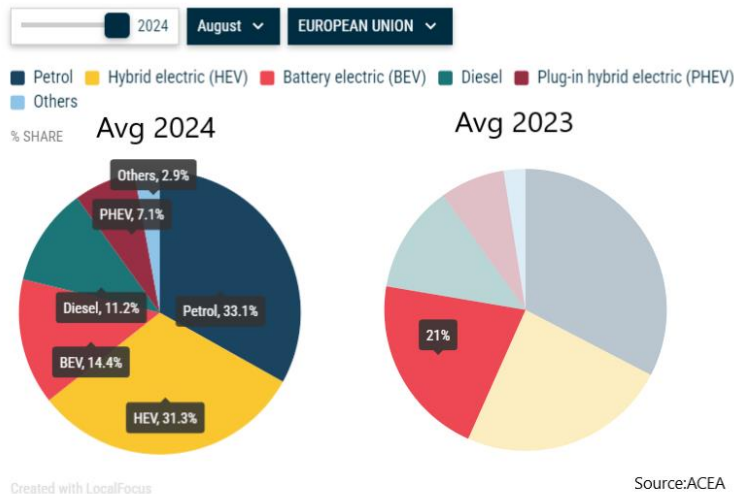 2024 August EUROPEAN UNION
Petrol Hybrid electric (HEV) Battery electric (BEV) Diesel Plug-in hybrid electric (PHEV)
Others
% SHARE Avg 2024 Avg 2023
Others, 2.9%
PHEV, 7.1%
Diesel, 11.2%
Petrol, 33.1%
BEV, 14.4%
HEV, 31.3%
21%
Created with LocalFocus
Source:ACEA